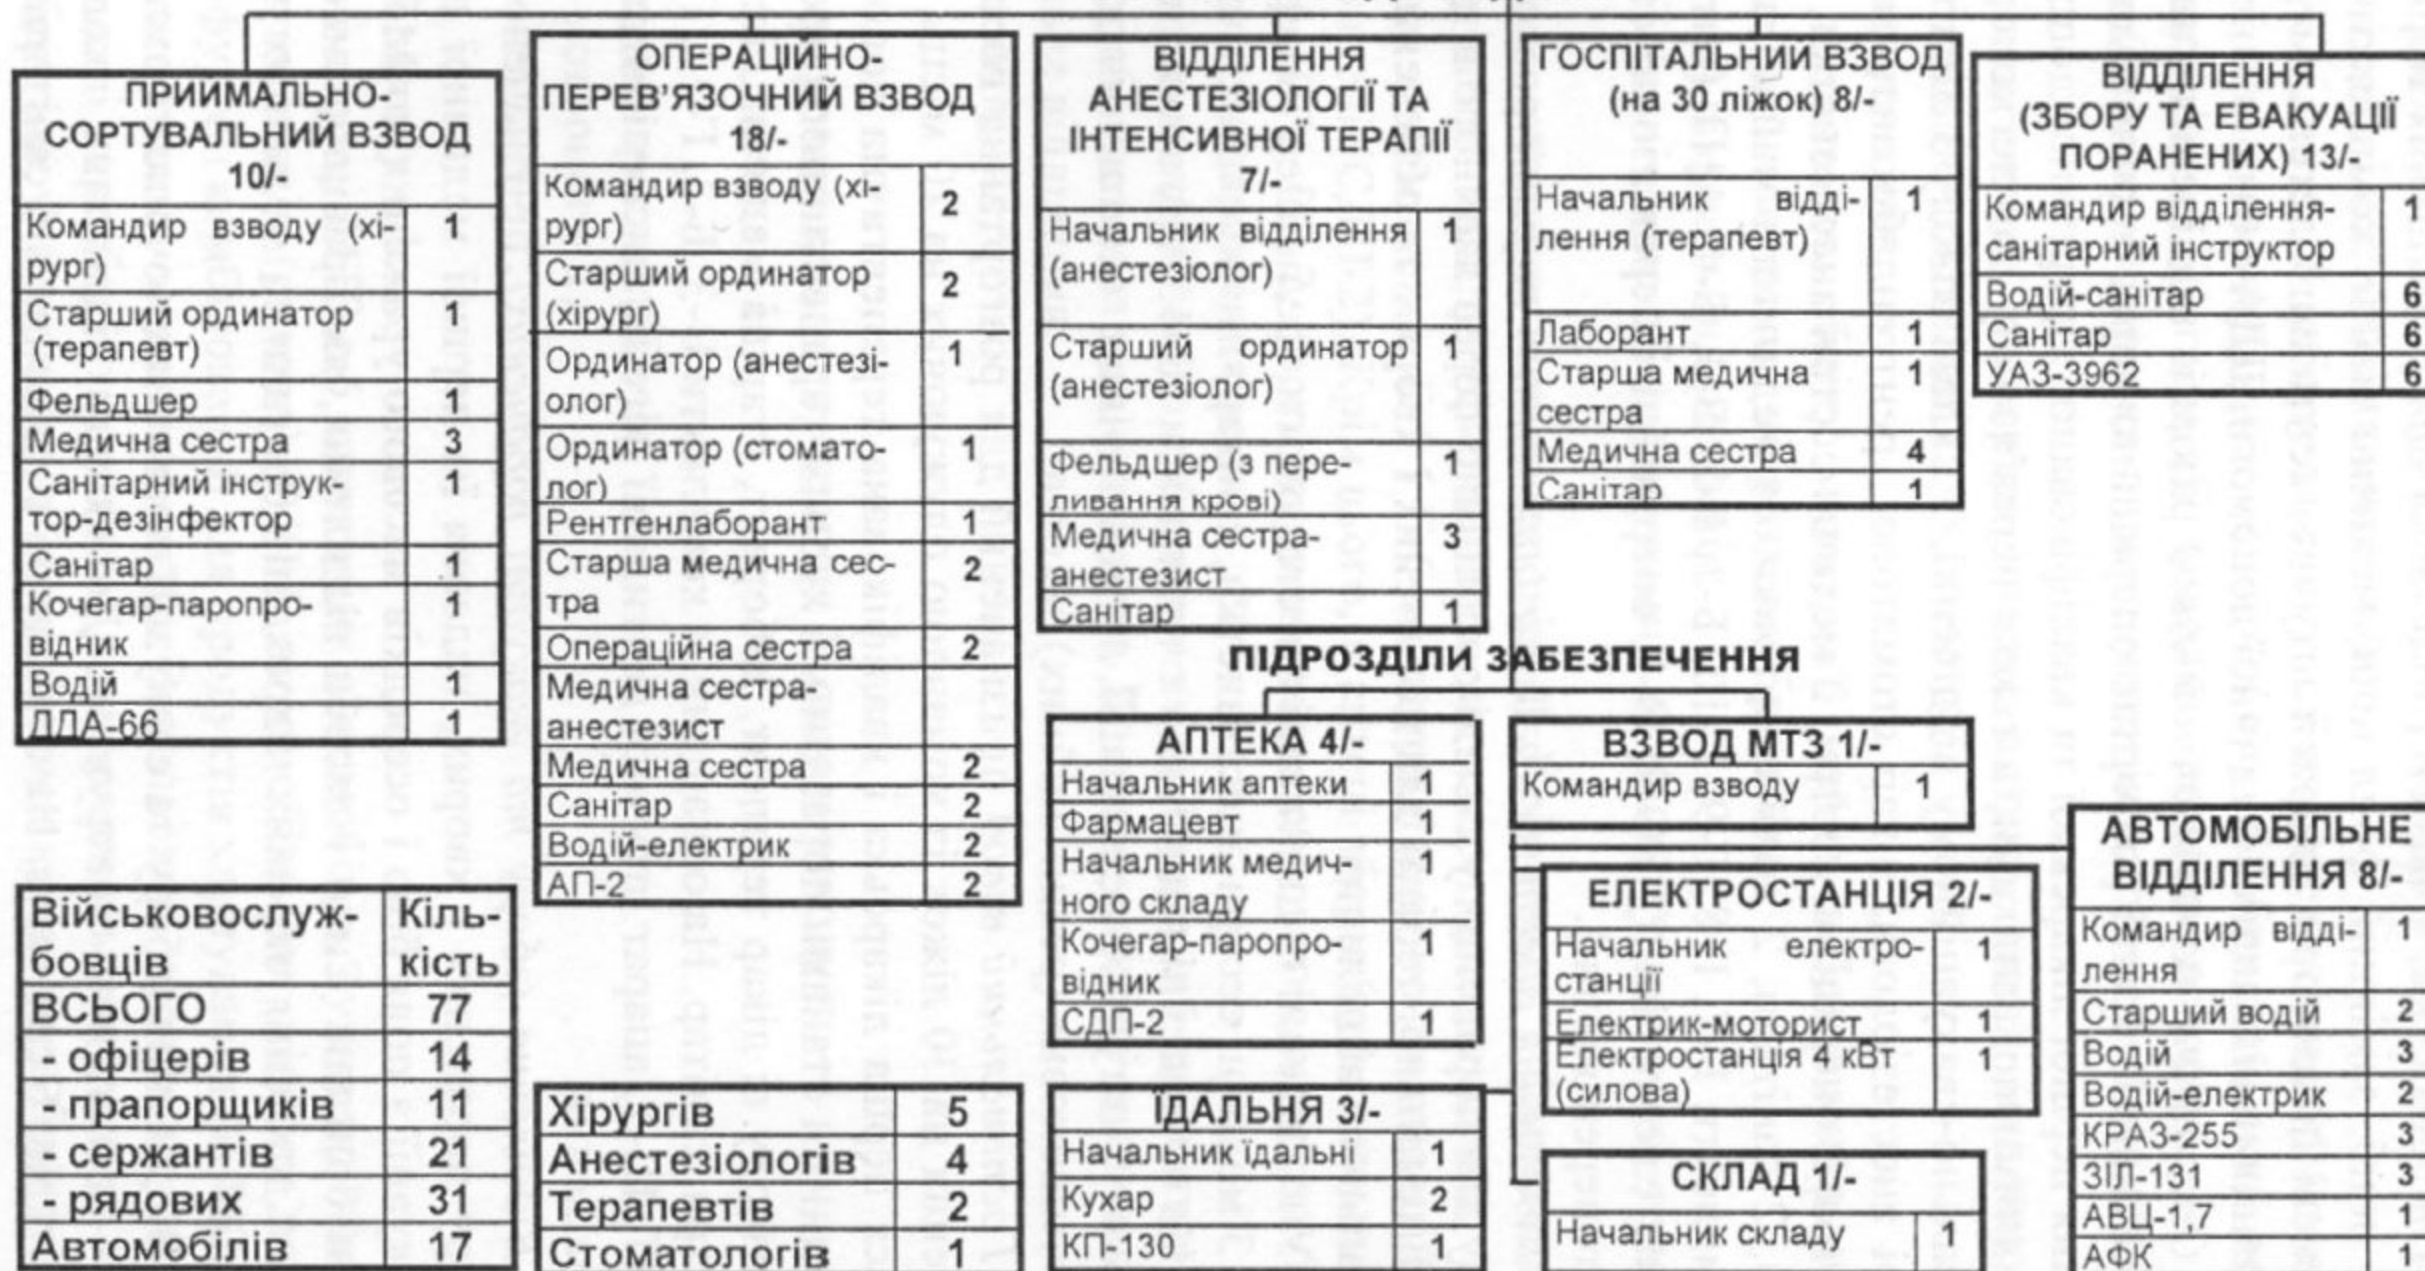 ПРИЙМАЛЬНО-
СОРТУВАЛЬНИЙ ВЗВОД
10/-
Командир взводу (хі- 1
рург)
Старший ординатор 1
(терапевт)
Фельдшер 1
Медична сестра 3
Санітарний інструк- 1
тор-дезінфектор
Санітар 1
Кочегар-паропро- 1
відник
Водій 1
ДДА-66 1
ОПЕРАЦІЙНО-
ПЕРЕВ’ЯЗОЧНИЙ ВЗВОД
18/-
Командир взводу (хі- 2
рург)
Старший ординатор 2
(хірург)
Ординатор (анестезі- 1
олог)
Ординатор (стомато- 1
лог)
Рентгенлаборант 1
Старша медична сес- 2
тра
Операційна сестра 2
Медична сестра-
анестезист
Медична сестра 2
Санітар 2
Водій-електрик 2
АП-2 2
ВІДДІЛЕННЯ
АНЕСТЕЗІОЛОГІЇ ТА
ІНТЕНСИВНОЇ ТЕРАПІЇ
7/-
Начальник відділення 1
(анестезіолог)
Старший ординатор 1
(анестезіолог)
Фельдшер (з пере- 1
ливання крові)
Медична сестра- 3
анестезист
Санітар 1
ГОСПІТАЛЬНИЙ ВЗВОД
(на 30 ліжок) 8/-
Начальник відді- 1
лення (терапевт)
Лаборант 1
Старша медична 1
сестра
Медична сестра 4
Санітар 1
ВІДДІЛЕННЯ
(ЗБОРУ ТА ЕВАКУАЦІЇ
ПОРАНЕНИХ) 13/-
Командир відділення- 1
санітарний інструктор
Водій-санітар 6
Санітар 6
УАЗ-3962 6
ПІДРОЗДІЛИ ЗАБЕЗПЕЧЕННЯ
АПТЕКА 4/-
Начальник аптеки 1
Фармацевт 1
Начальник медич- 1
ного складу
Кочегар-паропро- 1
відник
СДП-2 1
ВЗВОД МТЗ 1/-
Командир взводу 1
ЕЛЕКТРОСТАНЦІЯ 2/-
Начальник електро- 1
станції
Електрик-моторист 1
Електростанція 4 кВт 1
(силова)
АВТОМОБІЛЬНЕ
ВІДДІЛЕННЯ 8/-
Командир відді- 1
лення
Старший водій 2
Водій 3
Водій-електрик 2
КРАЗ-255 3
ЗІЛ-131 3
АВЦ-1,7 1
АФК 1
Військовослуж- Кіль-
бовців кість
ВСЬОГО 77
- офіцерів 14
- прапорщиків 11
- сержантів 21
- рядових 31
Автомобілів 17
Хірургів 5
Анестезіологів 4
Терапевтів 2
Стоматологів 1
ЇДАЛЬНЯ 3/-
Начальник їдальні 1
Кухар 2
КП-130 1
СКЛАД 1/-
Начальник складу 1